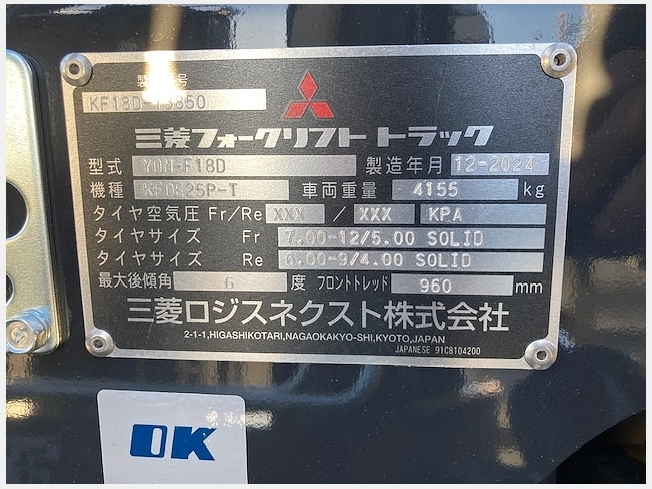 製造番号
KF18D-73850
三菱フォークリフト トラック
型式 YDM-F18D 製造年月 12-2024
機種 KFDE25P-T 車両重量 4155 kg
タイヤ空気圧 Fr/Re XXX / XXX KPA
タイヤサイズ Fr 7.00-12/5.00 SOLID
タイヤサイズ Re 6.00-9/4.00 SOLID
最大後傾角 6 度 フロントトレッド 960 mm
三菱ロジスネクスト株式会社
2-1-1,HIGASHIKOTARI,NAGAOKAKYO-SHI,KYOTO,JAPAN
JAPANESE 91C8104200
OK